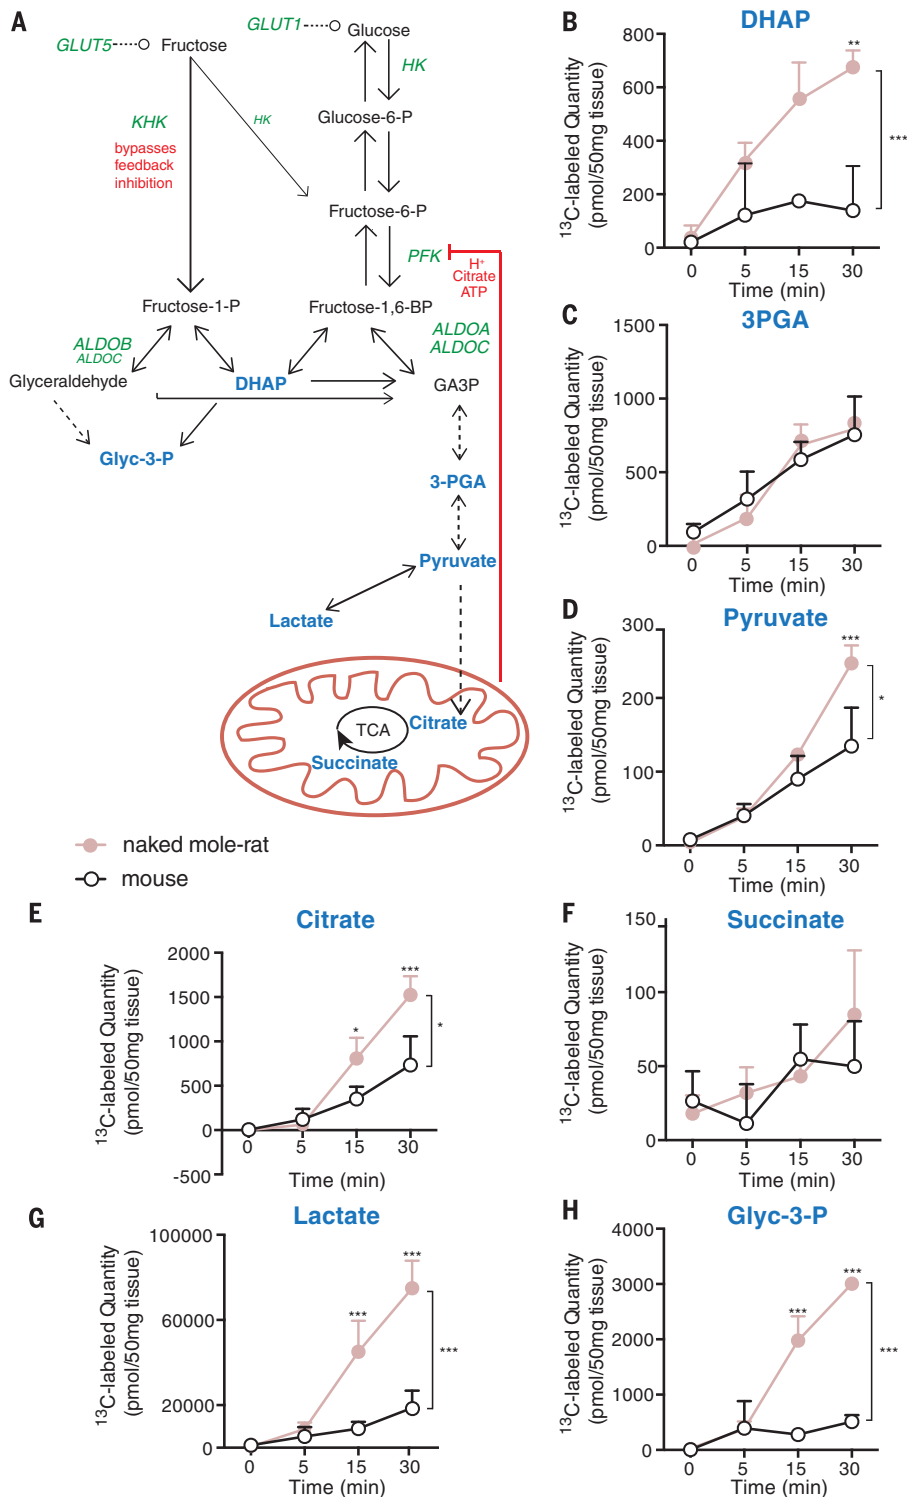 A
GLUT5
Fructose
GLUT1
Glucose
HK
KHK
HK
bypasses
feedback
inhibition
Glucose-6-P
Fructose-6-P
PFK
H+
Citrate
ATP
Fructose-1-P
Fructose-1,6-BP
ALDOB
ALDOC
ALDOA
ALDOC
Glyceraldehyde
DHAP
GA3P
Glyc-3-P
3-PGA
Pyruvate
Lactate
TCA
Citrate
Succinate
naked mole-rat
mouse
B
DHAP
13C-labeled Quantity
(pmol/50mg tissue)
800
600
400
200
0
**
***
0 5 15 30
Time (min)
C
3PGA
13C-labeled Quantity
(pmol/50mg tissue)
1500
1000
500
0
0 5 15 30
Time (min)
D
Pyruvate
13C-labeled Quantity
(pmol/50mg tissue)
300
200
100
0
***
*
0 5 15 30
Time (min)
E
Citrate
13C-labeled Quantity
(pmol/50mg tissue)
2000
1500
1000
500
0
-500
*
***
*
0 5 15 30
Time (min)
F
Succinate
13C-labeled Quantity
(pmol/50mg tissue)
150
100
50
0
0 5 15 30
Time (min)
G
Lactate
13C-labeled Quantity
(pmol/50mg tissue)
100000
60000
20000
0
***
***
***
0 5 15 30
Time (min)
H
Glyc-3-P
13C-labeled Quantity
(pmol/50mg tissue)
4000
3000
2000
1000
0
***
***
***
0 5 15 30
Time (min)